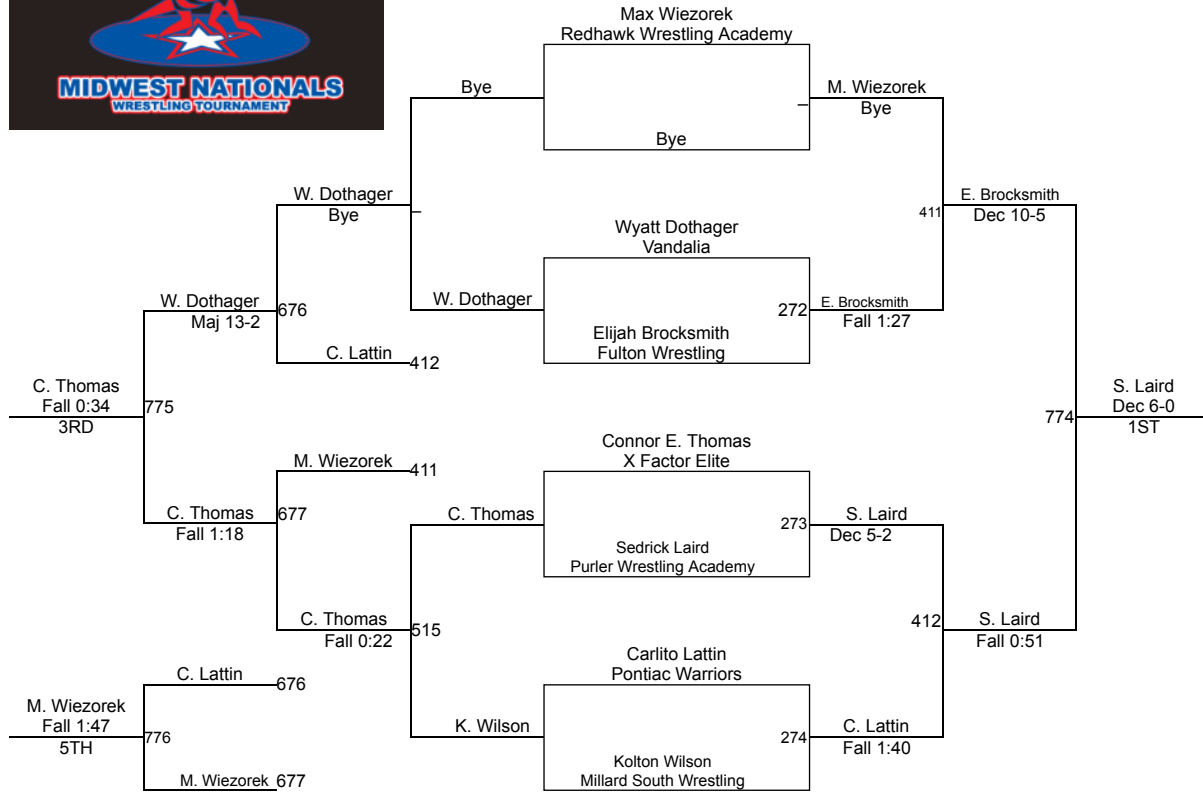 MIDWEST NATIONALS
WRESTLING TOURNAMENT
Max Wiezorek
Redhawk Wrestling Academy
Bye
–
M. Wiezorek
Bye
Bye
W. Dothager
Bye
–
411
E. Brocksmith
Dec 10-5
Wyatt Dothager
Vandalia
W. Dothager
Maj 13-2
676
W. Dothager
272
E. Brocksmith
Fall 1:27
Elijah Brocksmith
Fulton Wrestling
C. Lattin
412
C. Thomas
Fall 0:34
3RD
775
774
S. Laird
Dec 6-0
1ST
Connor E. Thomas
X Factor Elite
M. Wiezorek
411
C. Thomas
Fall 1:18
677
C. Thomas
273
S. Laird
Dec 5-2
Sedrick Laird
Purler Wrestling Academy
C. Thomas
Fall 0:22
515
412
S. Laird
Fall 0:51
Carlito Lattin
Pontiac Warriors
C. Lattin
676
M. Wiezorek
Fall 1:47
5TH
776
K. Wilson
274
C. Lattin
Fall 1:40
Kolton Wilson
Millard South Wrestling
M. Wiezorek
677